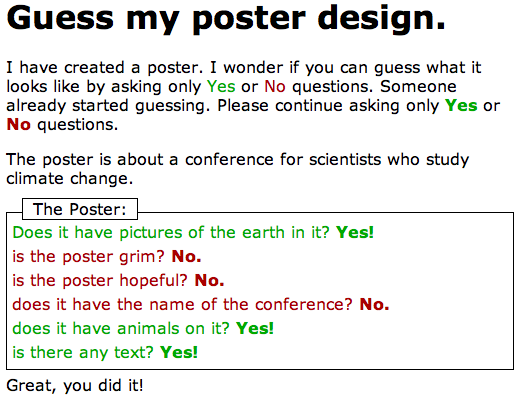 Guess my poster design.
I have created a poster. I wonder if you can guess what it
looks like by asking only Yes or No questions. Someone
already started guessing. Please continue asking only Yes or
No questions.
The poster is about a conference for scientists who study
climate change.
The Poster:
Does it have pictures of the earth in it? Yes!
is the poster grim? No.
is the poster hopeful? No.
does it have the name of the conference? No.
does it have animals on it? Yes!
is there any text? Yes!
Great, you did it!